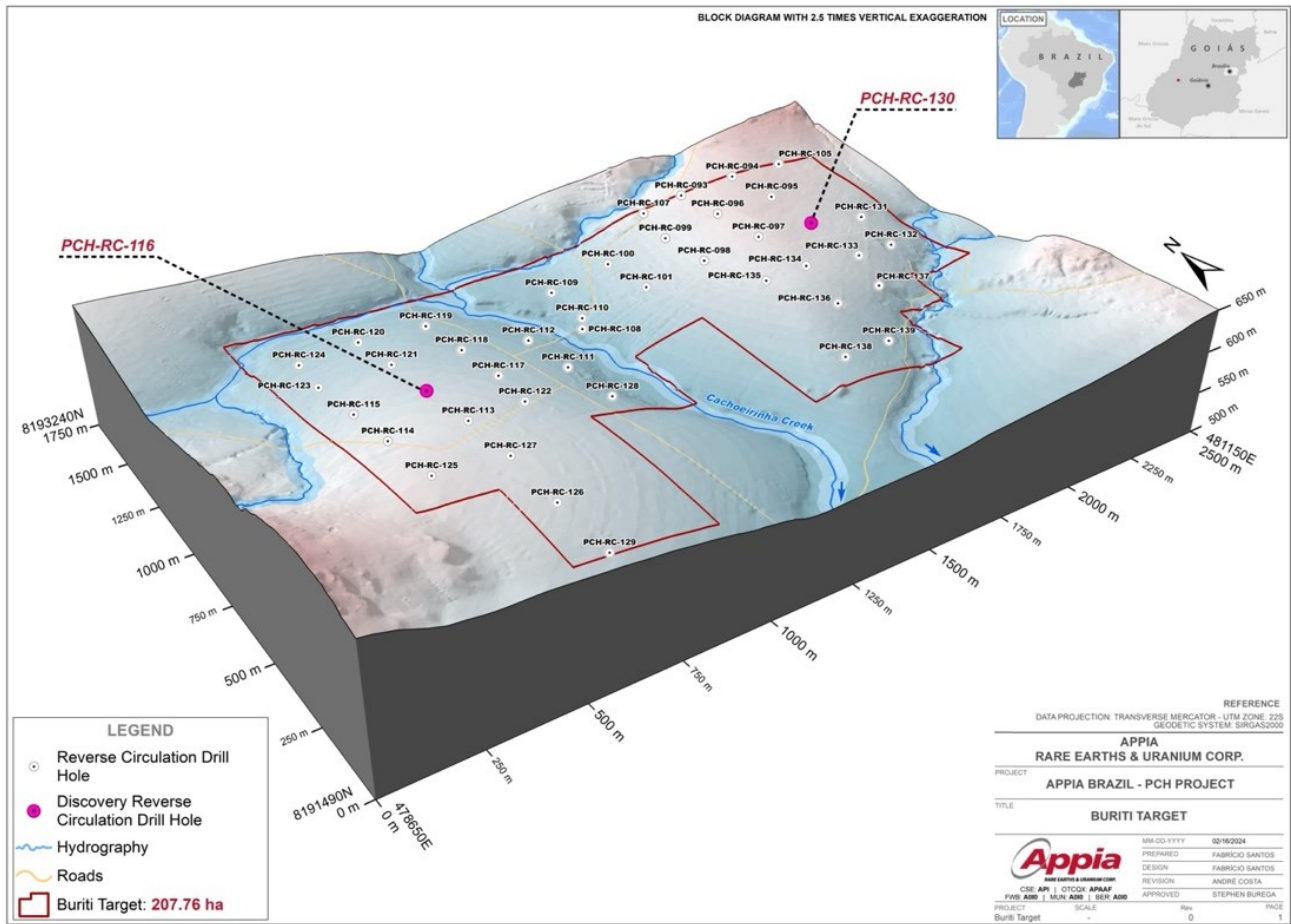 BLOCK DIAGRAM WITH 2.5 TIMES VERTICAL EXAGGERATION
LOCATION
BRAZIL
GOIÁS
Tocantins
Bahia
Mato Grosso
Brasília
Goiânia
Minas Gerais
Mato Grosso
do Sul
PCH-RC-130
PCH-RC-116
PCH-RC-105
PCH-RC-094
PCH-RC-093
PCH-RC-095
PCH-RC-107
PCH-RC-096
PCH-RC-131
PCH-RC-099
PCH-RC-097
PCH-RC-132
PCH-RC-100
PCH-RC-098
PCH-RC-133
PCH-RC-134
PCH-RC-101
PCH-RC-135
PCH-RC-137
PCH-RC-109
PCH-RC-136
PCH-RC-110
PCH-RC-108
PCH-RC-119
PCH-RC-120
PCH-RC-112
PCH-RC-139
PCH-RC-118
PCH-RC-138
PCH-RC-124
PCH-RC-121
PCH-RC-111
PCH-RC-117
PCH-RC-123
PCH-RC-122
PCH-RC-128
PCH-RC-115
PCH-RC-113
PCH-RC-114
PCH-RC-127
PCH-RC-125
PCH-RC-126
PCH-RC-129
Cachoeirinha Creek
N
650 m
600 m
550 m
500 m
481150E
2500 m
2250 m
2000 m
1750 m
1500 m
1250 m
1000 m
750 m
500 m
250 m
0 m
478650E
8193240N
1750 m
1500 m
1250 m
1000 m
750 m
500 m
250 m
0 m
8191490N
LEGEND
Reverse Circulation Drill
Hole
Discovery Reverse
Circulation Drill Hole
Hydrography
Roads
Buriti Target: 207.76 ha
REFERENCE
DATA PROJECTION: TRANSVERSE MERCATOR - UTM ZONE: 22S
GEODETIC SYSTEM: SIRGAS2000
APPIA
RARE EARTHS & URANIUM CORP.
PROJECT
APPIA BRAZIL - PCH PROJECT
TITLE
BURITI TARGET
Appia
RARE EARTHS & URANIUM CORP.
CSE: API | OTCQX: APAAF
FWB: A0I0 | MUN: A0I0 | BER: A0I0
MM-DD-YYYY 02/16/2024
PREPARED FABRÍCIO SANTOS
DESIGN FABRÍCIO SANTOS
REVISION ANDRÉ COSTA
APPROVED STEPHEN BUREGA
PROJECT SCALE Rev. PAGE
Buriti Target - 0 1